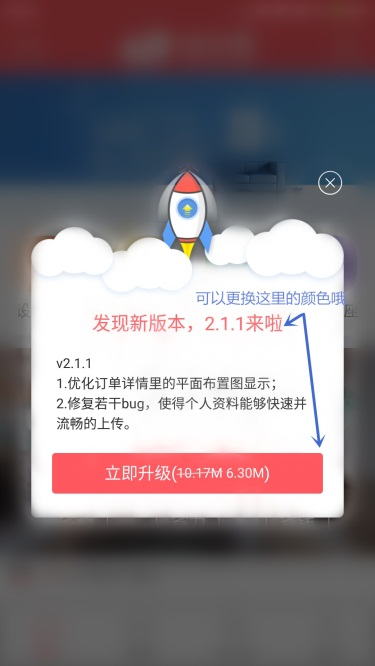 可以更换这里的颜色哦
发现新版本，2.1.1来啦
v2.1.1
1.优化订单详情里的平面布置图显示；
2.修复若干bug，使得个人资料能够快速并
流畅的上传。
立即升级(10.17M 6.30M)